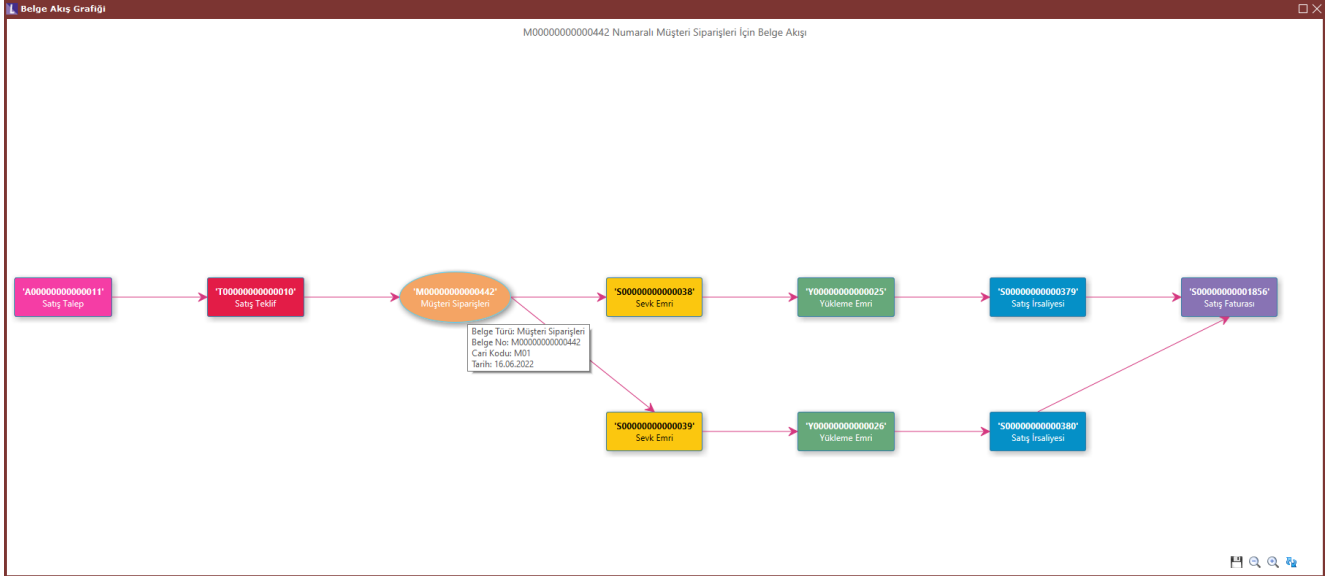 Belge Akış Grafiği
M00000000000442 Numaralı Müşteri Siparişleri İçin Belge Akışı
'A00000000000011'
Satış Talep
'T00000000000010'
Satış Teklif
'M00000000000442'
Müşteri Siparişleri
'S00000000000038'
Sevk Emri
'Y00000000000025'
Yükleme Emri
'S00000000000379'
Satış İrsaliyesi
'S00000000001856'
Satış Faturası
Belge Türü: Müşteri Siparişleri
Belge No: M00000000000442
Cari Kodu: M01
Tarih: 16.06.2022
'S00000000000039'
Sevk Emri
'Y00000000000026'
Yükleme Emri
'S00000000000380'
Satış İrsaliyesi